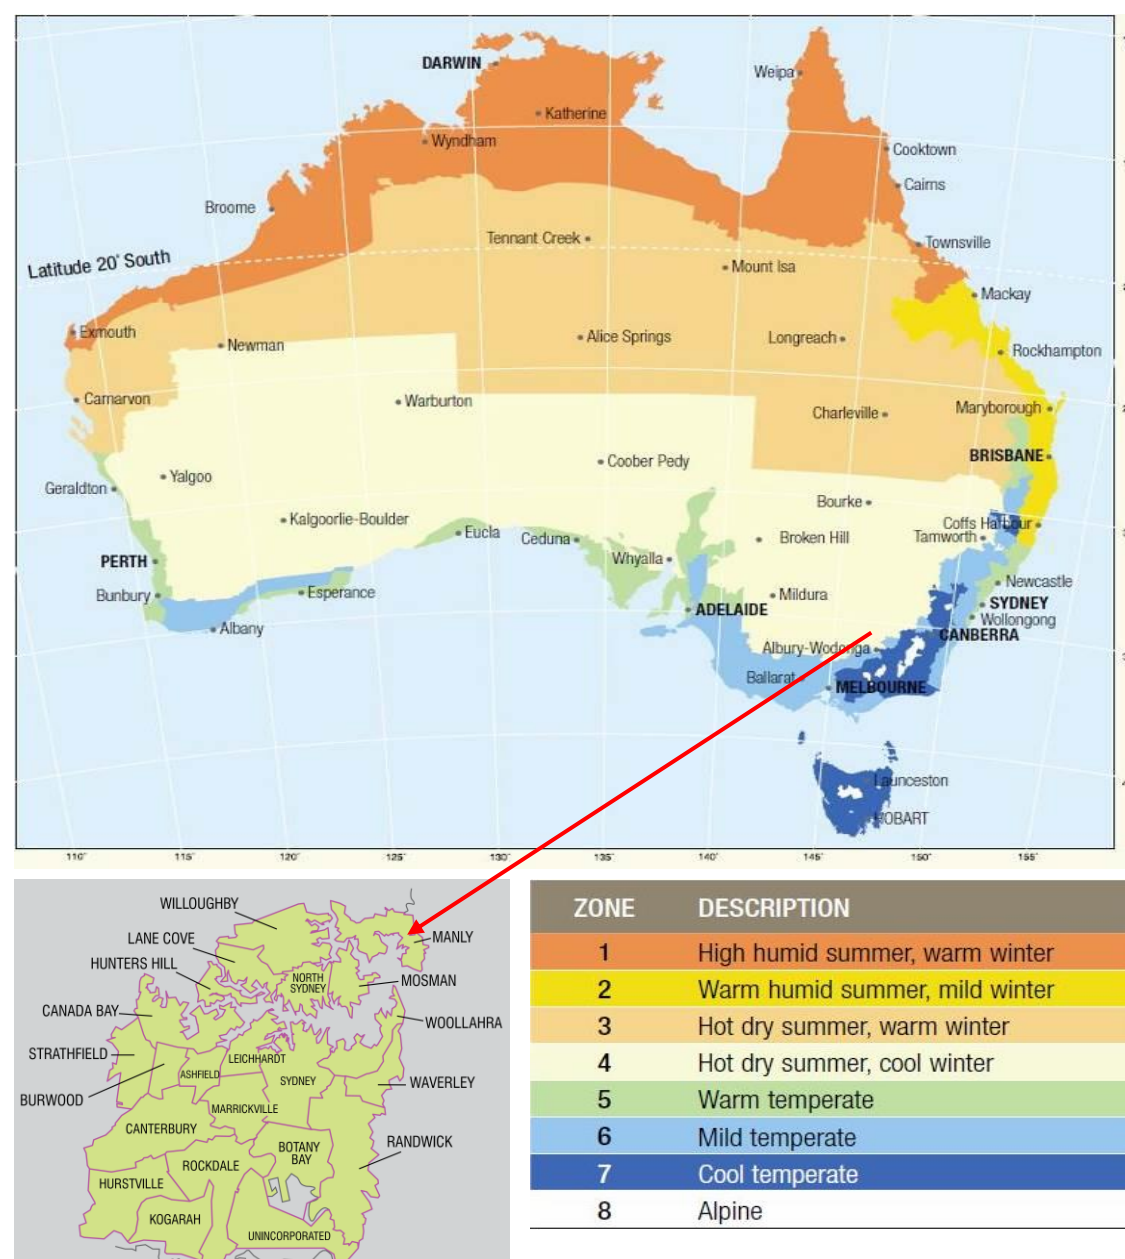 DARWIN
Weipa
Katherine
Wyndham
Cooktown
Cairns
Broome
Tennant Creek
Townsville
Latitude 20° South
Mount Isa
Mackay
Exmouth
Newman
Alice Springs
Longreach
Rockhampton
Carnarvon
Warburton
Charleville
Maryborough
BRISBANE
Coober Pedy
Yalgoo
Geraldton
Bourke
Kalgoorlie-Boulder
Coffs Harbour
Eucla
Ceduna
Broken Hill
Tamworth
PERTH
Whyalla
Newcastle
Bunbury
Esperance
Mildura
SYDNEY
ADELAIDE
Wollongong
Albany
CANBERRA
Albury-Wodonga
Ballarat
MELBOURNE
Launceston
HOBART
110° 115° 120° 125° 130° 135° 140° 145° 150° 155°
WILLOUGHBY
LANE COVE
MANLY
HUNTERS HILL
NORTH
SYDNEY
MOSMAN
CANADA BAY
WOOLLAHRA
STRATHFIELD
LEICHHARDT
ASHFIELD
SYDNEY
WAVERLEY
BURWOOD
MARRICKVILLE
CANTERBURY
RANDWICK
BOTANY
BAY
ROCKDALE
HURSTVILLE
KOGARAH
UNINCORPORATED
ZONE DESCRIPTION
1 High humid summer, warm winter
2 Warm humid summer, mild winter
3 Hot dry summer, warm winter
4 Hot dry summer, cool winter
5 Warm temperate
6 Mild temperate
7 Cool temperate
8 Alpine